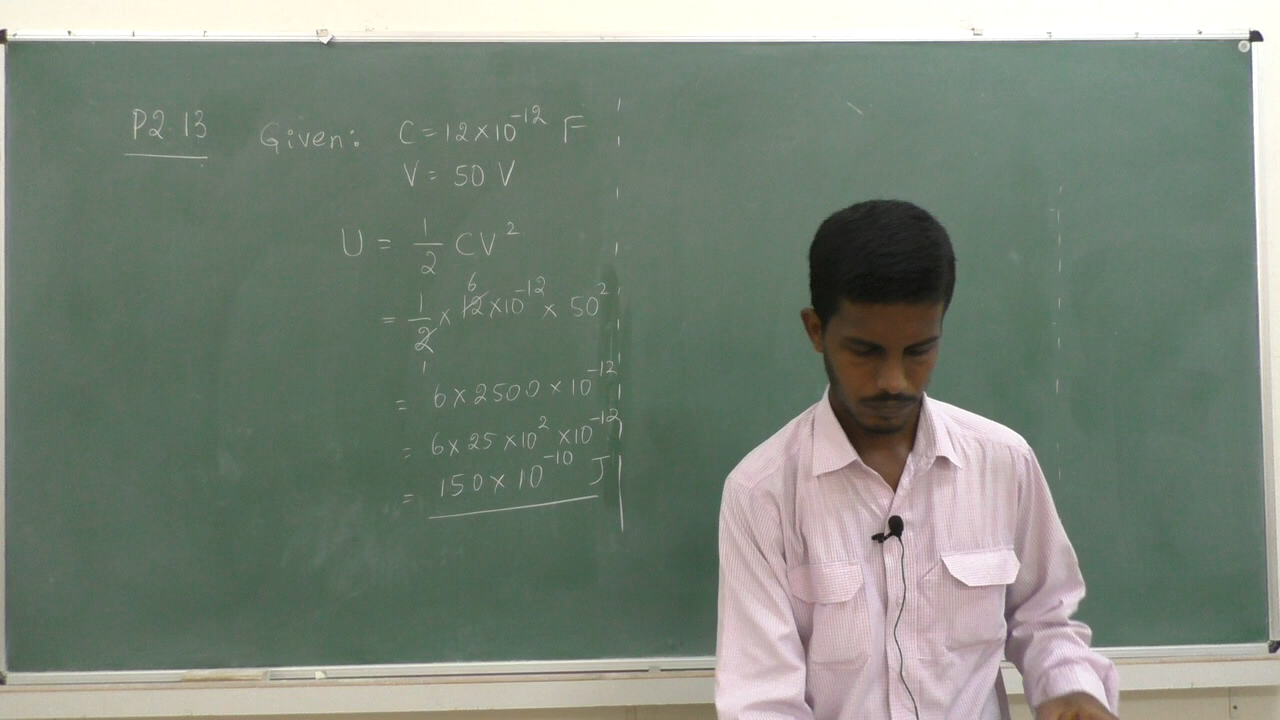 P2.13 Given: C = 12×10⁻¹² F
V = 50 V
U = 1/2 CV²
= 1/2 × 12×10⁻¹² × 50²
6
1
= 6×2500×10⁻¹²
= 6×25×10²×10⁻¹²
= 150×10⁻¹⁰ J